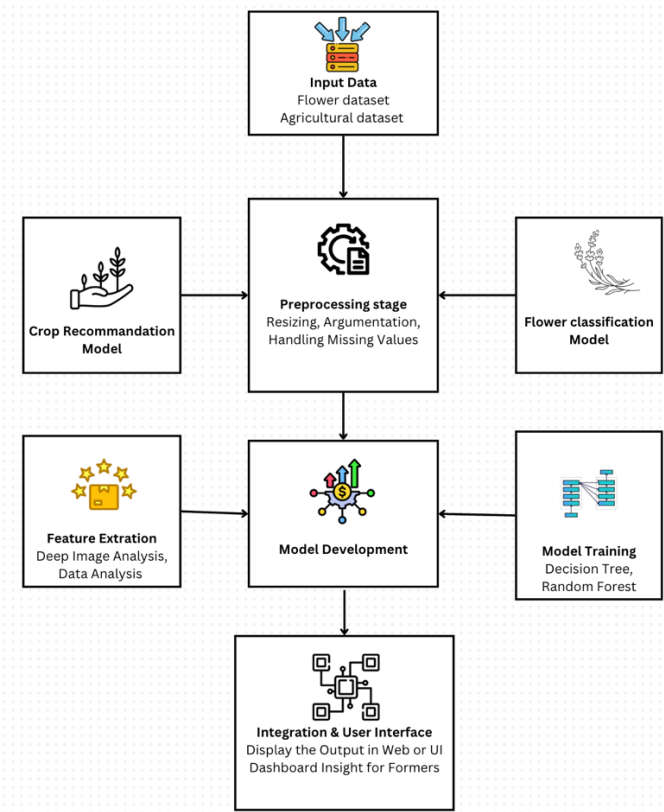 Input Data
Flower dataset
Agricultural dataset
Crop Recommandation
Model
Preprocessing stage
Resizing, Argumentation,
Handling Missing Values
Flower classification
Model
Feature Extration
Deep Image Analysis,
Data Analysis
Model Development
Model Training
Decision Tree,
Random Forest
Integration & User Interface
Display the Output in Web or UI
Dashboard Insight for Formers